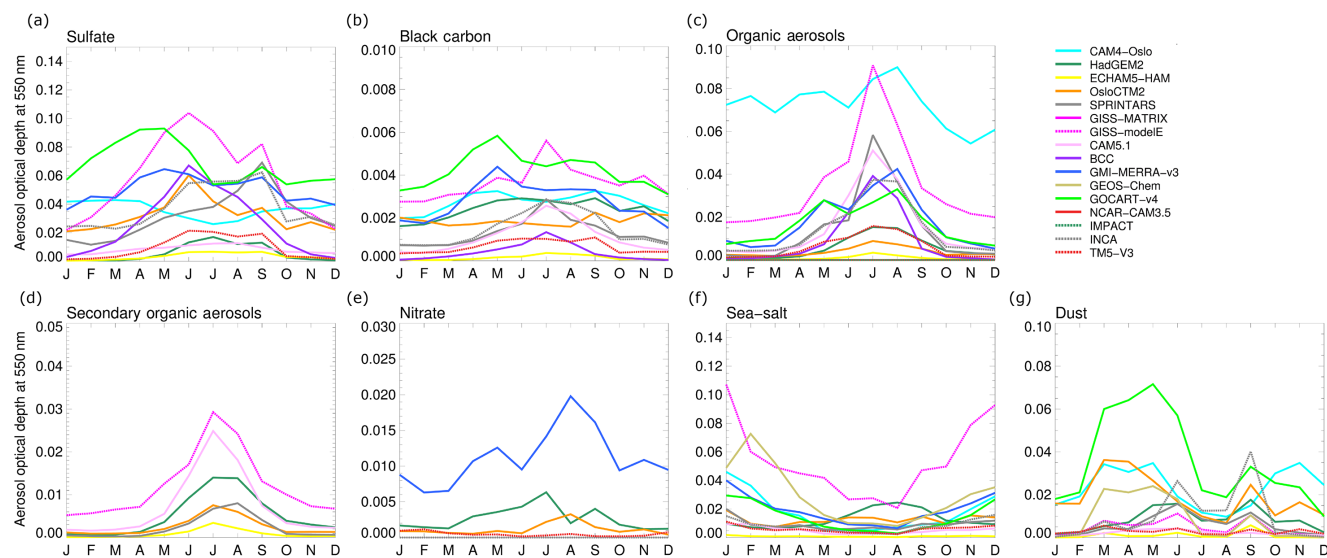 (a)
Sulfate
Aerosol optical depth at 550 nm
0.14
0.12
0.10
0.08
0.06
0.04
0.02
0.00
J F M A M J J A S O N D
(b)
Black carbon
0.010
0.008
0.006
0.004
0.002
0.000
J F M A M J J A S O N D
(c)
Organic aerosols
0.10
0.08
0.06
0.04
0.02
0.00
J F M A M J J A S O N D
CAM4-Oslo
HadGEM2
ECHAM5-HAM
OsloCTM2
SPRINTARS
GISS-MATRIX
GISS-modelE
CAM5.1
BCC
GMI-MERRA-v3
GEOS-Chem
GOCART-v4
NCAR-CAM3.5
IMPACT
INCA
TM5-V3
(d)
Secondary organic aerosols
Aerosol optical depth at 550 nm
0.05
0.04
0.03
0.02
0.01
0.00
J F M A M J J A S O N D
(e)
Nitrate
0.030
0.025
0.020
0.015
0.010
0.005
0.000
J F M A M J J A S O N D
(f)
Sea-salt
0.14
0.12
0.10
0.08
0.06
0.04
0.02
0.00
J F M A M J J A S O N D
(g)
Dust
0.10
0.08
0.06
0.04
0.02
0.00
J F M A M J J A S O N D